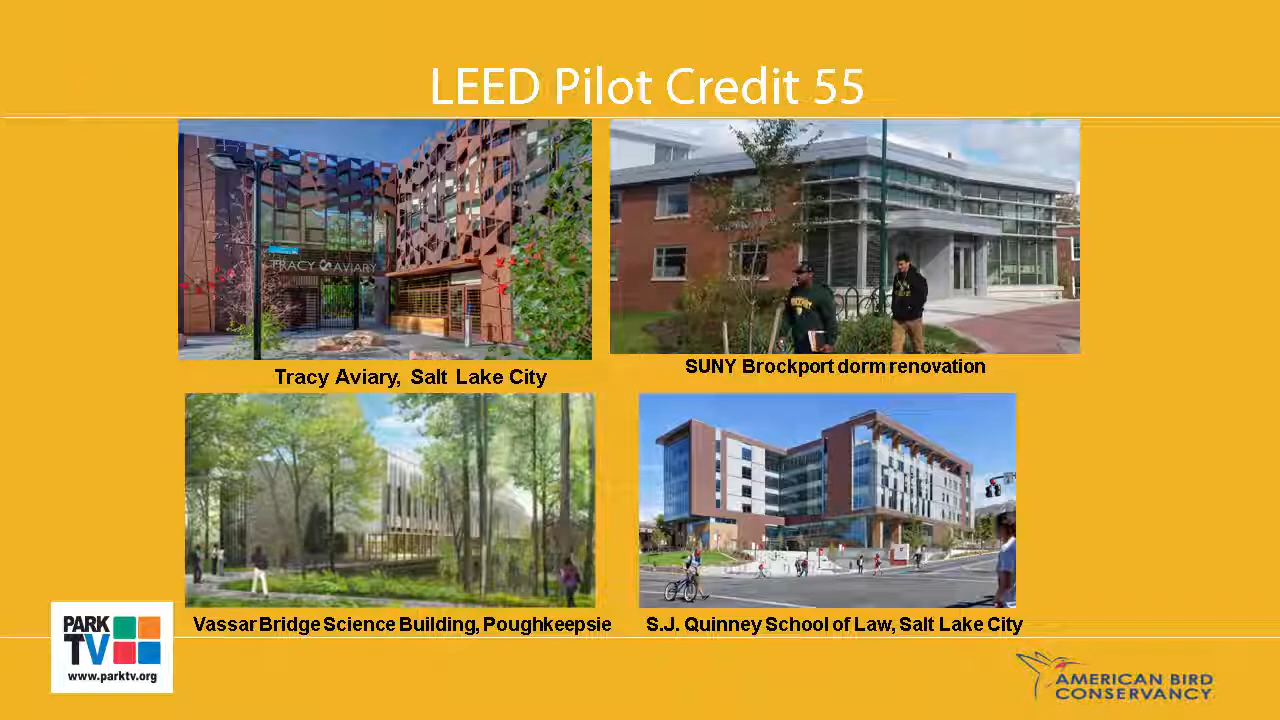 LEED Pilot Credit 55
TRACY AVIARY
Tracy Aviary, Salt Lake City
SUNY Brockport dorm renovation
Vassar Bridge Science Building, Poughkeepsie
S.J. Quinney School of Law, Salt Lake City
PARK
TV
www.parktv.org
AMERICAN BIRD
CONSERVANCY